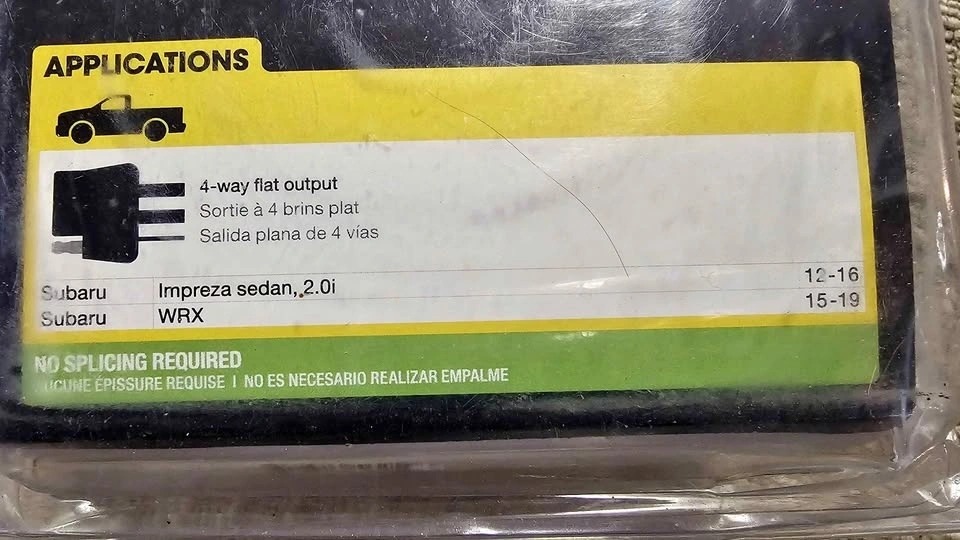 APPLICATIONS
4-way flat output
Sortie à 4 brins plat
Salida plana de 4 vías
Subaru Impreza sedan, 2.0i 12-16
Subaru WRX 15-19
NO SPLICING REQUIRED
AUCUNE ÉPISSURE REQUISE | NO ES NECESARIO REALIZAR EMPALME